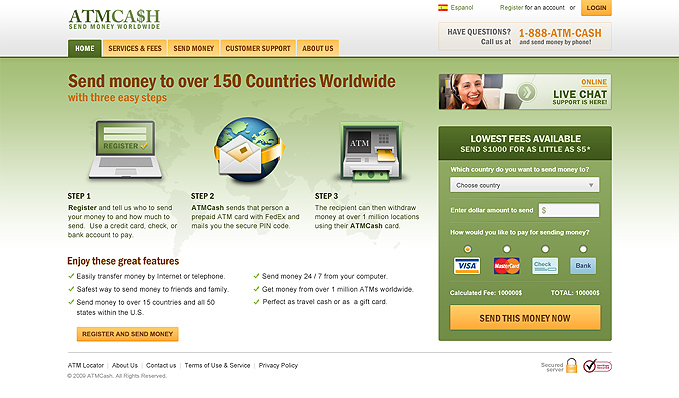 ATMCA$H
SEND MONEY WORLDWIDE
Espanol
Register for an account or
LOGIN
HAVE QUESTIONS?
Call us at
1-888-ATM-CASH
and send money by phone!
HOME
SERVICES & FEES
SEND MONEY
CUSTOMER SUPPORT
ABOUT US
Send money to over 150 Countries Worldwide
with three easy steps
REGISTER
ATM
STEP 1
Register and tell us who to send
your money to and how much to
send. Use a credit card, check, or
bank account to pay.
STEP 2
ATMCash sends that person a
prepaid ATM card with FedEx and
mails you the secure PIN code.
STEP 3
The recipient can then withdraw
money at over 1 million locations
using their ATMCash card.
Enjoy these great features
Easily transfer money by Internet or telephone.
Safest way to send money to friends and family.
Send money to over 15 countries and all 50
states within the U.S.
Send money 24 / 7 from your computer.
Get money from over 1 million ATMs worldwide.
Perfect as travel cash or as a gift card.
REGISTER AND SEND MONEY
ONLINE
LIVE CHAT
SUPPORT IS HERE!
LOWEST FEES AVAILABLE
SEND $1000 FOR AS LITTLE AS $5*
Which country do you want to send money to?
Choose country
Enter dollar amount to send
$
How would you like to pay for sending money?
VISA
MasterCard
Check
Bank
Calculated Fee: 100000$
TOTAL: 100000$
SEND THIS MONEY NOW
ATM Locator | About Us | Contact us | Terms of Use & Service | Privacy Policy
© 2009 ATMCash, All Rights Reserved.
Secured
server